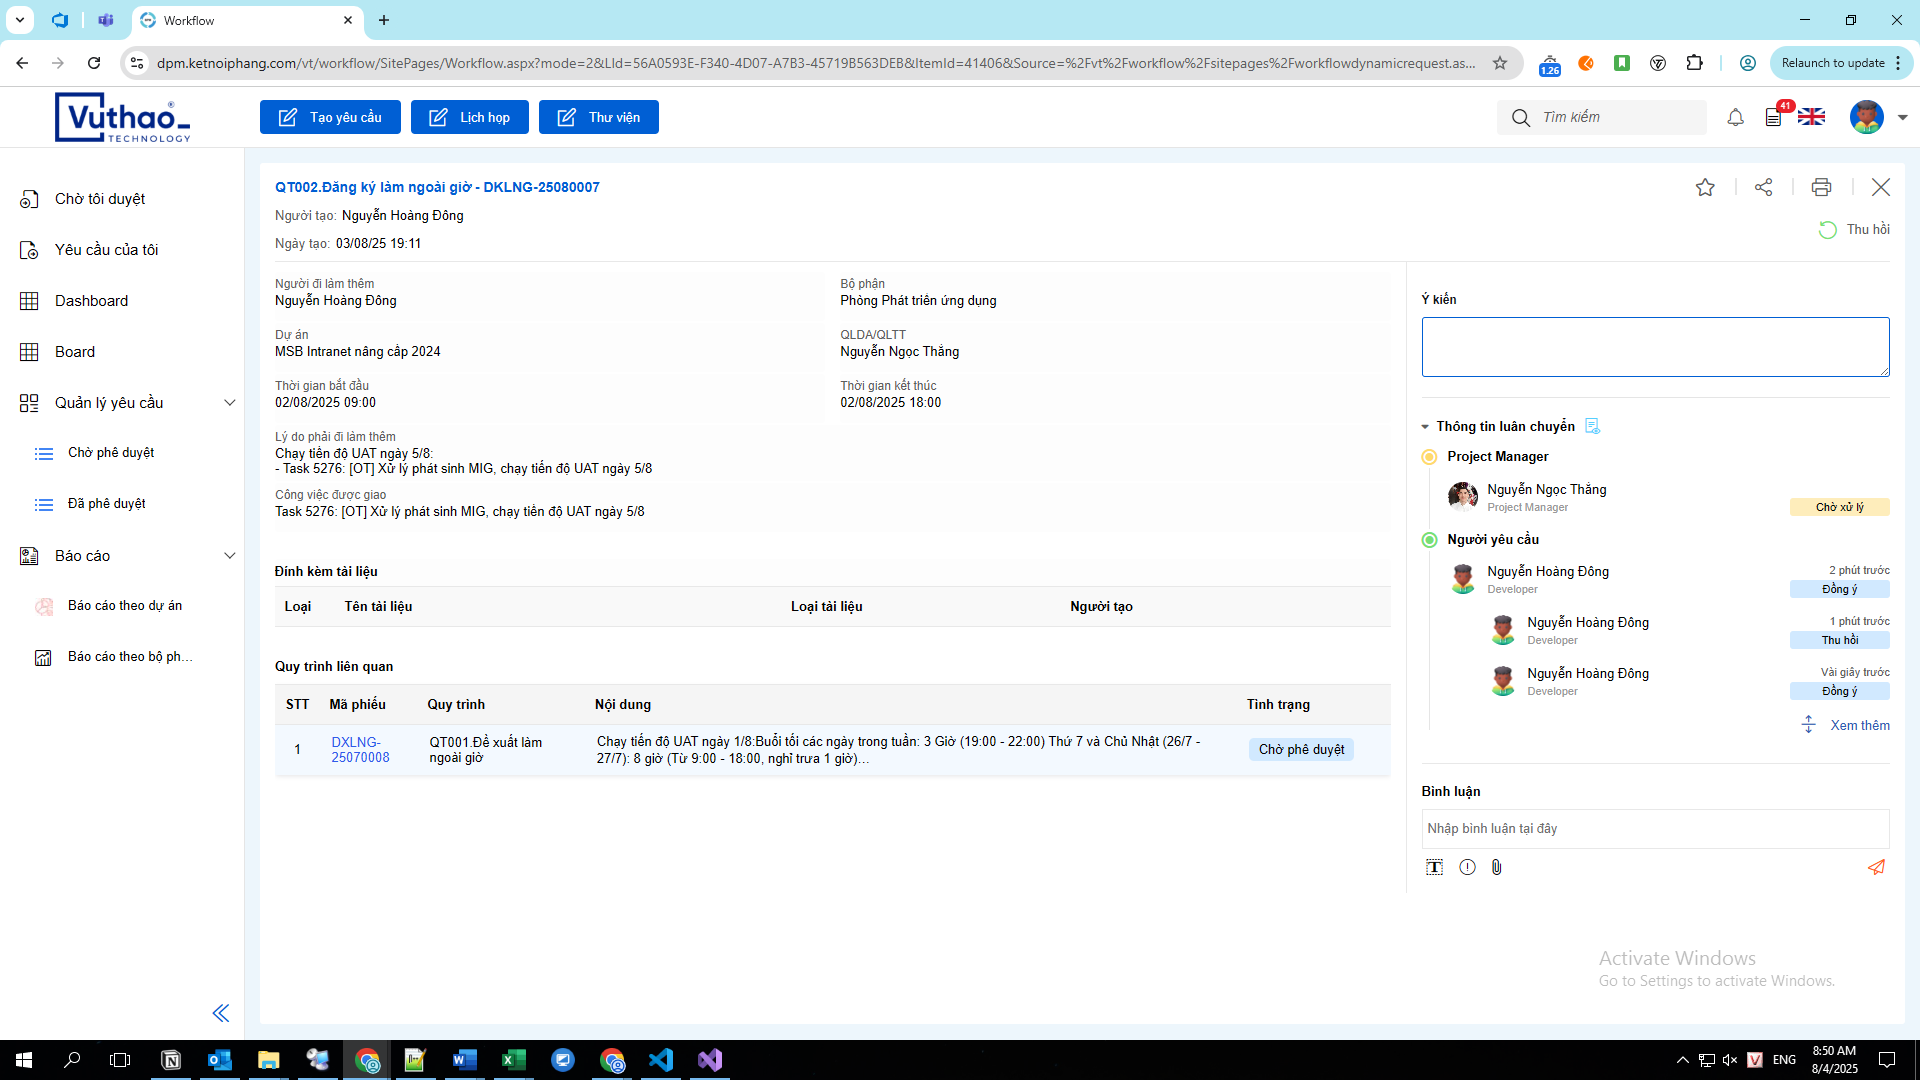 Workflow
dpm.ketnoiphang.com/vt/workflow/SitePages/Workflow.aspx?mode=2&LId=56A0593E-F340-4D07-A7B3-45719B563DEB&ItemId=41406&Source=%2Fvt%2Fworkflow%2Fsitepages%2Fworkflowdynamicrequest.as...
1.26
Relaunch to update
Vuthao
TECHNOLOGY
Tạo yêu cầu
Lịch họp
Thư viện
Tìm kiếm
41
Chờ tôi duyệt
Yêu cầu của tôi
Dashboard
Board
Quản lý yêu cầu
Chờ phê duyệt
Đã phê duyệt
Báo cáo
Báo cáo theo dự án
Báo cáo theo bộ ph...
QT002.Đăng ký làm ngoài giờ - DKLNG-25080007
Người tạo: Nguyễn Hoàng Đông
Ngày tạo: 03/08/25 19:11
Thu hồi
Người đi làm thêm
Nguyễn Hoàng Đông
Bộ phận
Phòng Phát triển ứng dụng
Dự án
MSB Intranet nâng cấp 2024
QLDA/QLTT
Nguyễn Ngọc Thắng
Thời gian bắt đầu
02/08/2025 09:00
Thời gian kết thúc
02/08/2025 18:00
Lý do phải đi làm thêm
Chạy tiến độ UAT ngày 5/8:
- Task 5276: [OT] Xử lý phát sinh MIG, chạy tiến độ UAT ngày 5/8
Công việc được giao
Task 5276: [OT] Xử lý phát sinh MIG, chạy tiến độ UAT ngày 5/8
Đính kèm tài liệu
Loại Tên tài liệu Loại tài liệu Người tạo
Quy trình liên quan
STT Mã phiếu Quy trình Nội dung Tình trạng
1
DXLNG-
25070008
QT001.Đề xuất làm
ngoài giờ
Chạy tiến độ UAT ngày 1/8:Buổi tối các ngày trong tuần: 3 Giờ (19:00 - 22:00) Thứ 7 và Chủ Nhật (26/7 -
27/7): 8 giờ (Từ 9:00 - 18:00, nghỉ trưa 1 giờ)...
Chờ phê duyệt
Ý kiến
Thông tin luân chuyển
Project Manager
Nguyễn Ngọc Thắng
Project Manager
Chờ xử lý
Người yêu cầu
Nguyễn Hoàng Đông
2 phút trước
Developer
Đồng ý
Nguyễn Hoàng Đông
1 phút trước
Developer
Thu hồi
Nguyễn Hoàng Đông
Vài giây trước
Developer
Đồng ý
Xem thêm
Bình luận
Nhập bình luận tại đây
Activate Windows
Go to Settings to activate Windows.
ENG
8:50 AM
8/4/2025